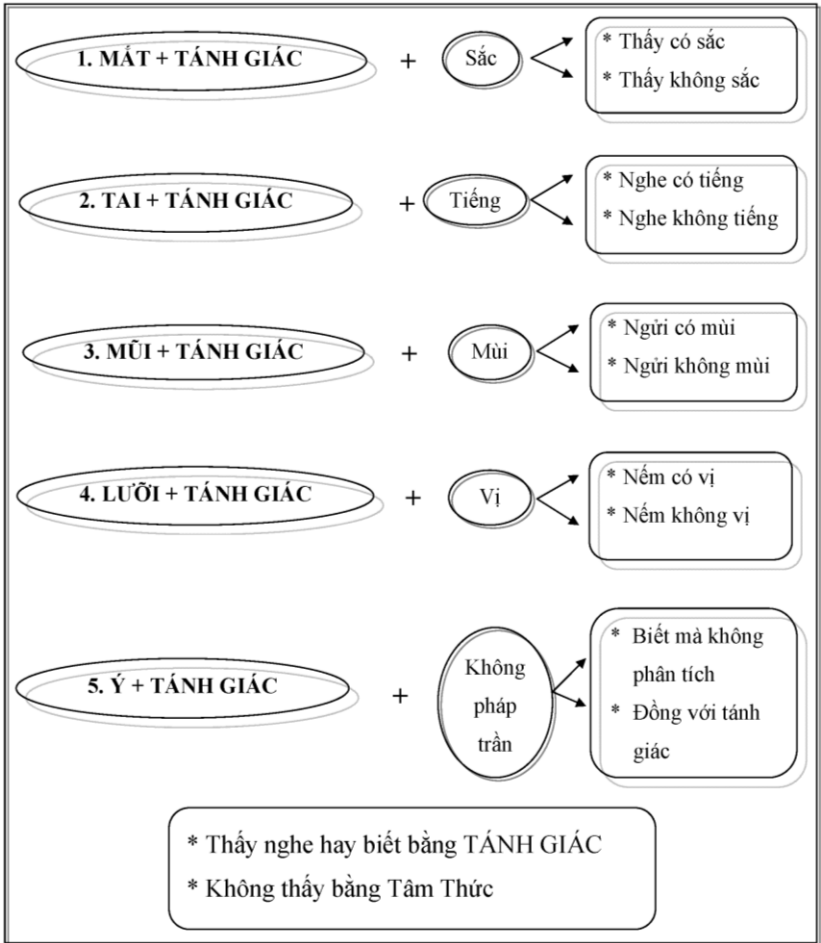 1. MẮT + TÁNH GIÁC + Sắc
* Thấy có sắc
* Thấy không sắc
2. TAI + TÁNH GIÁC + Tiếng
* Nghe có tiếng
* Nghe không tiếng
3. MŨI + TÁNH GIÁC + Mùi
* Ngửi có mùi
* Ngửi không mùi
4. LƯỠI + TÁNH GIÁC + Vị
* Nếm có vị
* Nếm không vị
5. Ý + TÁNH GIÁC +
Không
pháp
trần
* Biết mà không
phân tích
* Đồng với tánh
giác
* Thấy nghe hay biết bằng TÁNH GIÁC
* Không thấy bằng Tâm Thức